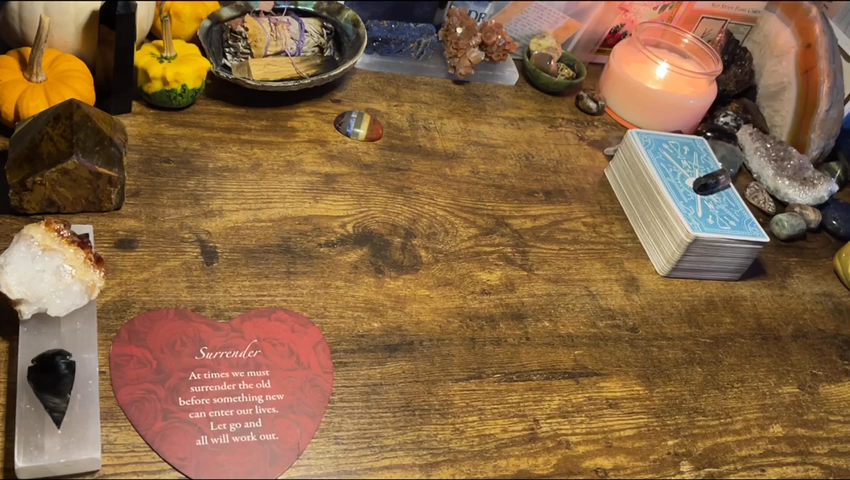 Surrender
At times we must
surrender the old
before something new
can enter our lives.
Let go and
all will work out.